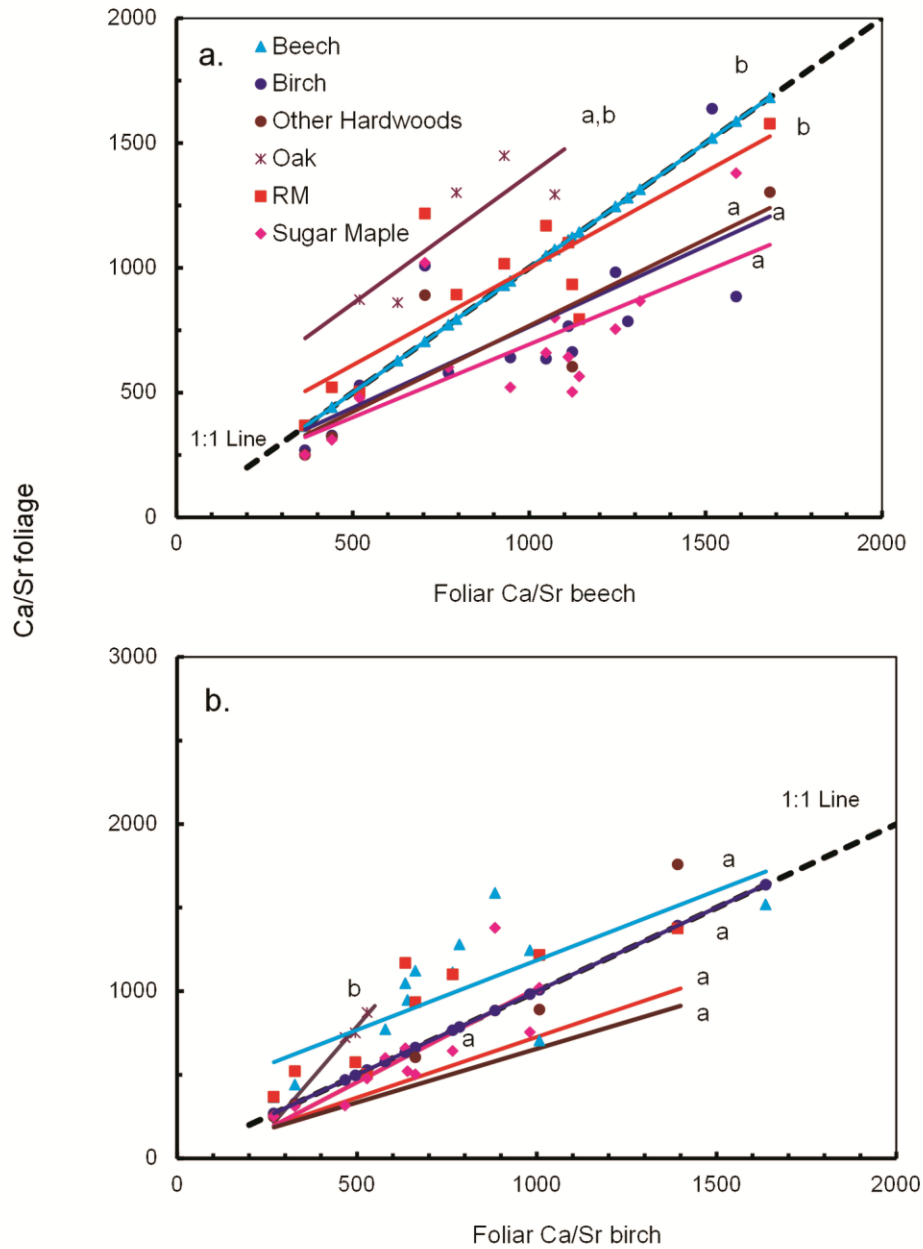 2000
a.
Beech
Birch
Other Hardwoods
Oak
RM
Sugar Maple
a,b
b
b
a
a
a
1500
1000
500
0
1:1 Line
0 500 1000 1500 2000
Foliar Ca/Sr beech
Ca/Sr foliage
3000
b.
2000
1000
0
1:1 Line
a
a
b
a
a
a
0 500 1000 1500 2000
Foliar Ca/Sr birch